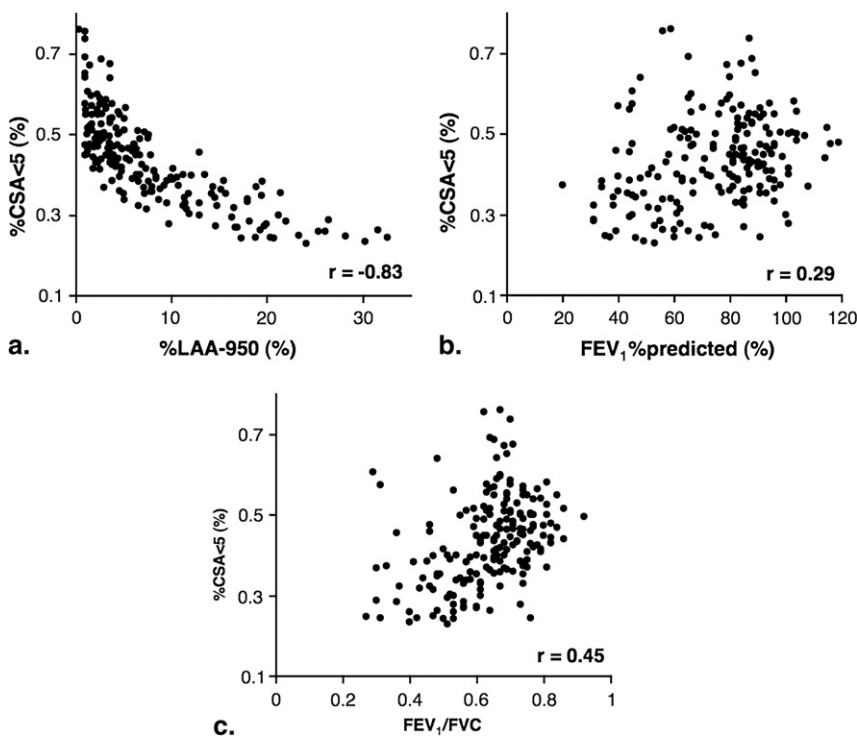 0.7
0.5
0.3
0.1
%CSA<5 (%)
0 10 20 30
r = -0.83
a. %LAA-950 (%)
0.7
0.5
0.3
0.1
%CSA<5 (%)
0 20 40 60 80 100 120
r = 0.29
b. FEV₁%predicted (%)
0.7
0.5
0.3
0.1
%CSA<5 (%)
0 0.2 0.4 0.6 0.8 1
r = 0.45
c. FEV₁/FVC